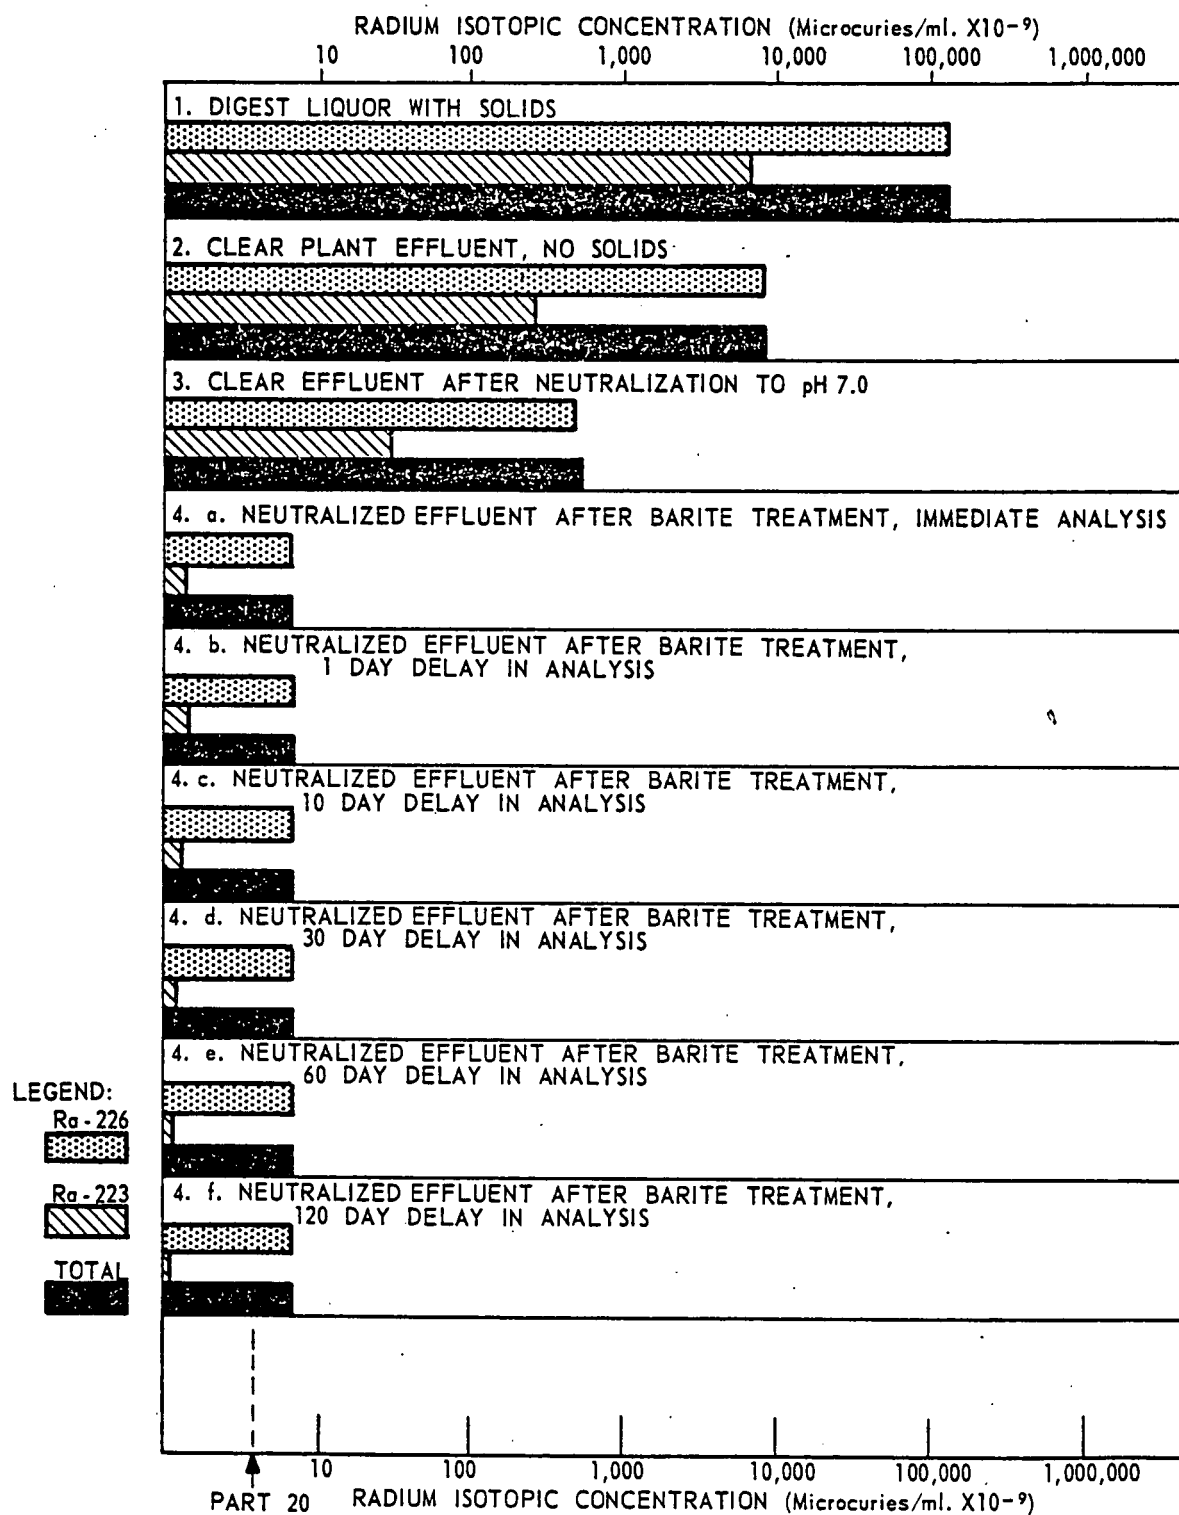 RADIUM ISOTOPIC CONCENTRATION (Microcuries/ml. X10-⁹)
10 100 1,000 10,000 100,000 1,000,000
1. DIGEST LIQUOR WITH SOLIDS
2. CLEAR PLANT EFFLUENT, NO SOLIDS
3. CLEAR EFFLUENT AFTER NEUTRALIZATION TO pH 7.0
4. a. NEUTRALIZED EFFLUENT AFTER BARITE TREATMENT, IMMEDIATE ANALYSIS
4. b. NEUTRALIZED EFFLUENT AFTER BARITE TREATMENT,
1 DAY DELAY IN ANALYSIS
4. c. NEUTRALIZED EFFLUENT AFTER BARITE TREATMENT,
10 DAY DELAY IN ANALYSIS
4. d. NEUTRALIZED EFFLUENT AFTER BARITE TREATMENT,
30 DAY DELAY IN ANALYSIS
4. e. NEUTRALIZED EFFLUENT AFTER BARITE TREATMENT,
60 DAY DELAY IN ANALYSIS
4. f. NEUTRALIZED EFFLUENT AFTER BARITE TREATMENT,
120 DAY DELAY IN ANALYSIS
LEGEND:
Ra-226
Ra-223
TOTAL
10 100 1,000 10,000 100,000 1,000,000
PART 20
RADIUM ISOTOPIC CONCENTRATION (Microcuries/ml. X10-⁹)